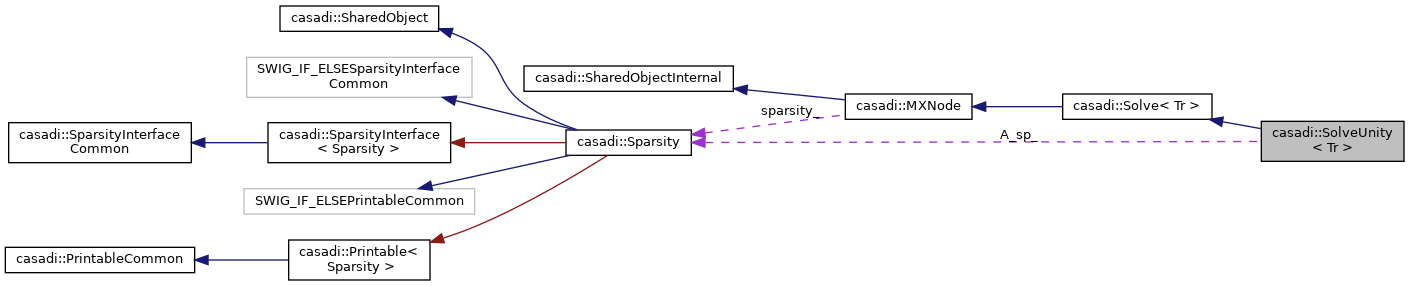 casadi::SharedObject
SWIG_IF_ELSESparsityInterface
Common
casadi::SharedObjectInternal
casadi::MXNode
casadi::Solve< Tr >
sparsity_
casadi::SparsityInterface
Common
casadi::SparsityInterface
< Sparsity >
casadi::Sparsity
A_sp_
casadi::SolveUnity
< Tr >
SWIG_IF_ELSEPrintableCommon
casadi::PrintableCommon
casadi::Printable<
Sparsity >